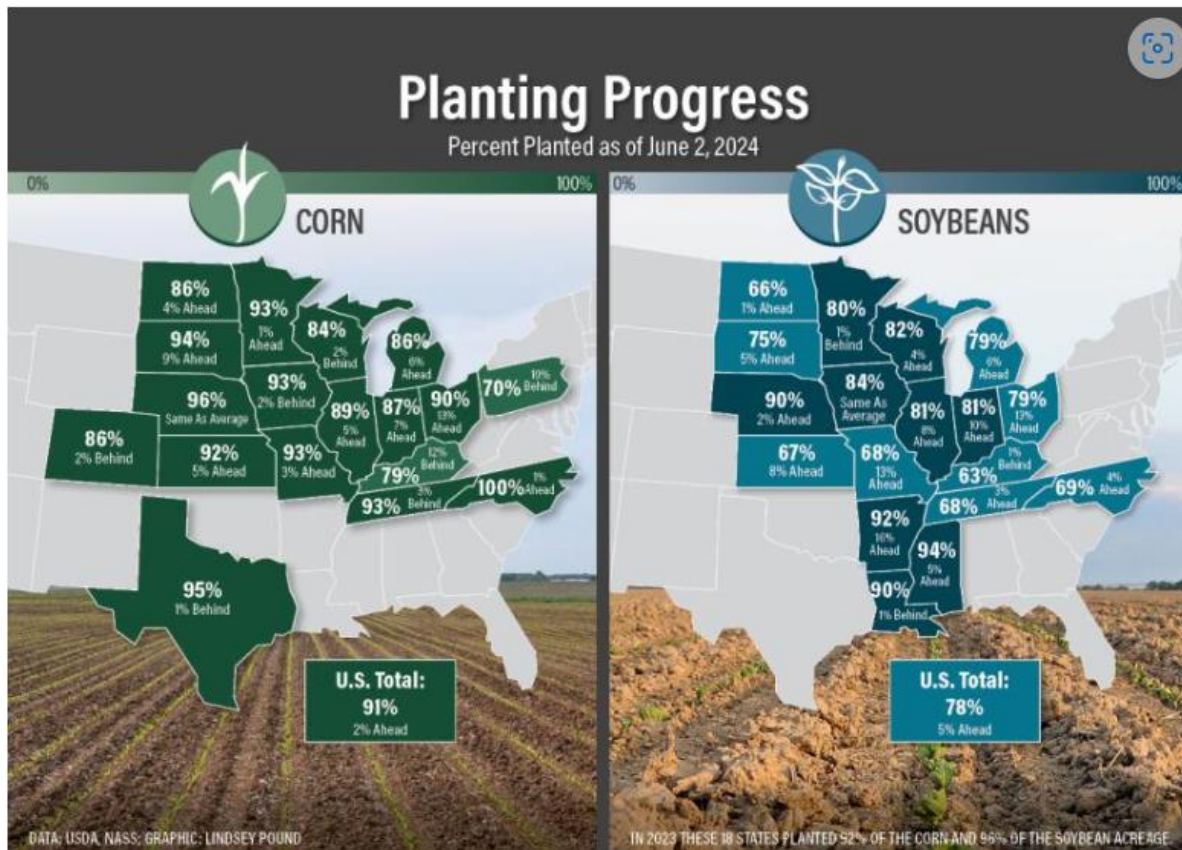 Planting Progress
Percent Planted as of June 2, 2024
0%
100%
CORN
86%
4% Ahead
93%
1%
Ahead
84%
2%
Behind
86%
6%
Ahead
94%
9% Ahead
96%
Same As Average
93%
2% Behind
89%
5%
Ahead
87%
7%
Ahead
90%
13%
Ahead
70%
Behind
86%
2% Behind
92%
5% Ahead
93%
3% Ahead
79%
12%
Behind
93%
3%
Behind
100%
1%
Ahead
95%
1% Behind
U.S. Total:
91%
2% Ahead
DATA: USDA, NASS; GRAPHIC: LINDSEY POUND
0%
100%
SOYBEANS
66%
1% Ahead
80%
1%
Behind
82%
4%
Ahead
79%
6%
Ahead
75%
5% Ahead
90%
2% Ahead
84%
Same As
Average
81%
8%
Ahead
81%
10%
Ahead
79%
13%
Ahead
67%
8% Ahead
68%
13%
Ahead
63%
1%
Behind
68%
3%
Ahead
69%
4%
Ahead
92%
16%
Ahead
94%
Ahead
90%
1% Behind
U.S. Total:
78%
5% Ahead
IN 2023 THESE 18 STATES PLANTED 92% OF THE CORN AND 96% OF THE SOYBEAN ACREAGE.